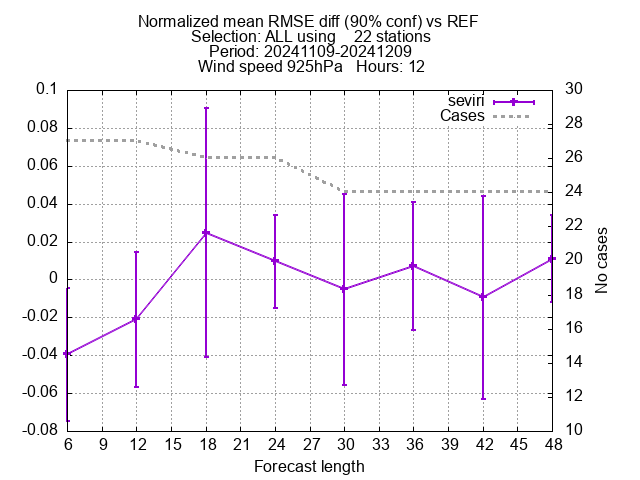 Normalized mean RMSE diff (90% conf) vs REF
Selection: ALL using    22 stations
Period: 20241109-20241209
Wind speed 925hPa   Hours: 12
seviri
Cases
0.1
0.08
0.06
0.04
0.02
0
-0.02
-0.04
-0.06
-0.08
30
28
26
24
22
20
18
16
14
12
10
No cases
6 9 12 15 18 21 24 27 30 33 36 39 42 45 48
Forecast length